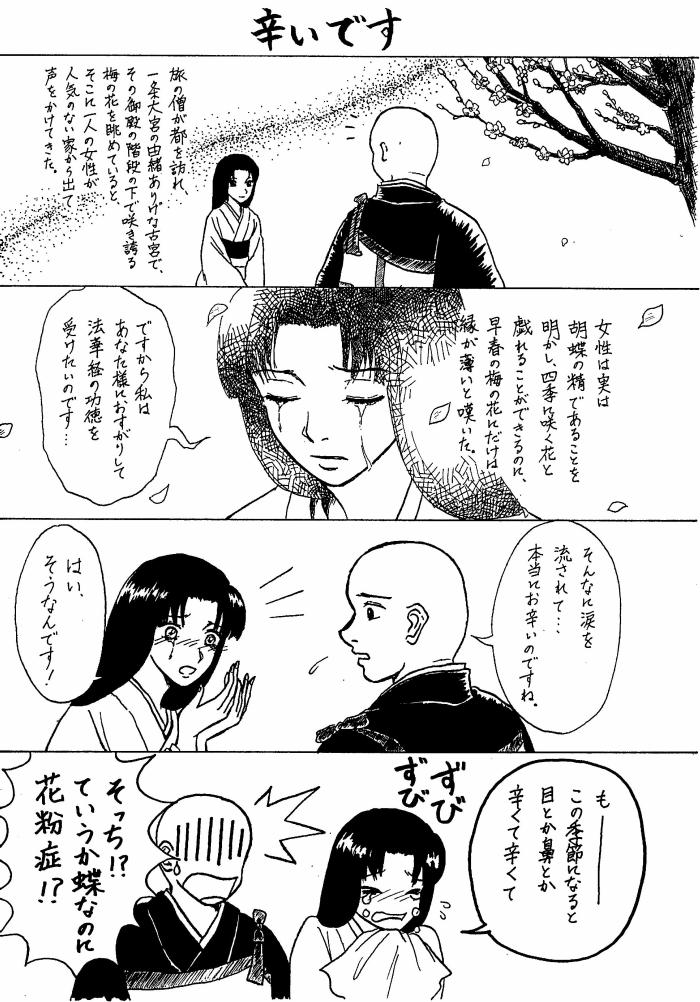 辛いです
旅の僧が都を訪れ、
一条大宮の由緒ありげな古宮で、
その御殿の階段の下で咲き誇る
梅の花を眺めていると、
そこに一人の女性が
人気のない家から出て
声をかけてきた。
女性は実は
胡蝶の精であることを
明かし、四季に咲く花と
戯れることができるのに、
早春の梅の花にだけは
縁が薄いと嘆いた。
ですから私は
あなた様におすがりして
法華経の功徳を
受けたいのです…
そんなに涙を
流されて…、
本当にお辛いのですね。
はい、
そうなんです!
もーーー
この季節になると
目とか鼻とか
辛くて辛くて
ずび
ずび
そっち!?
ていうか蝶なのに
花粉症!?